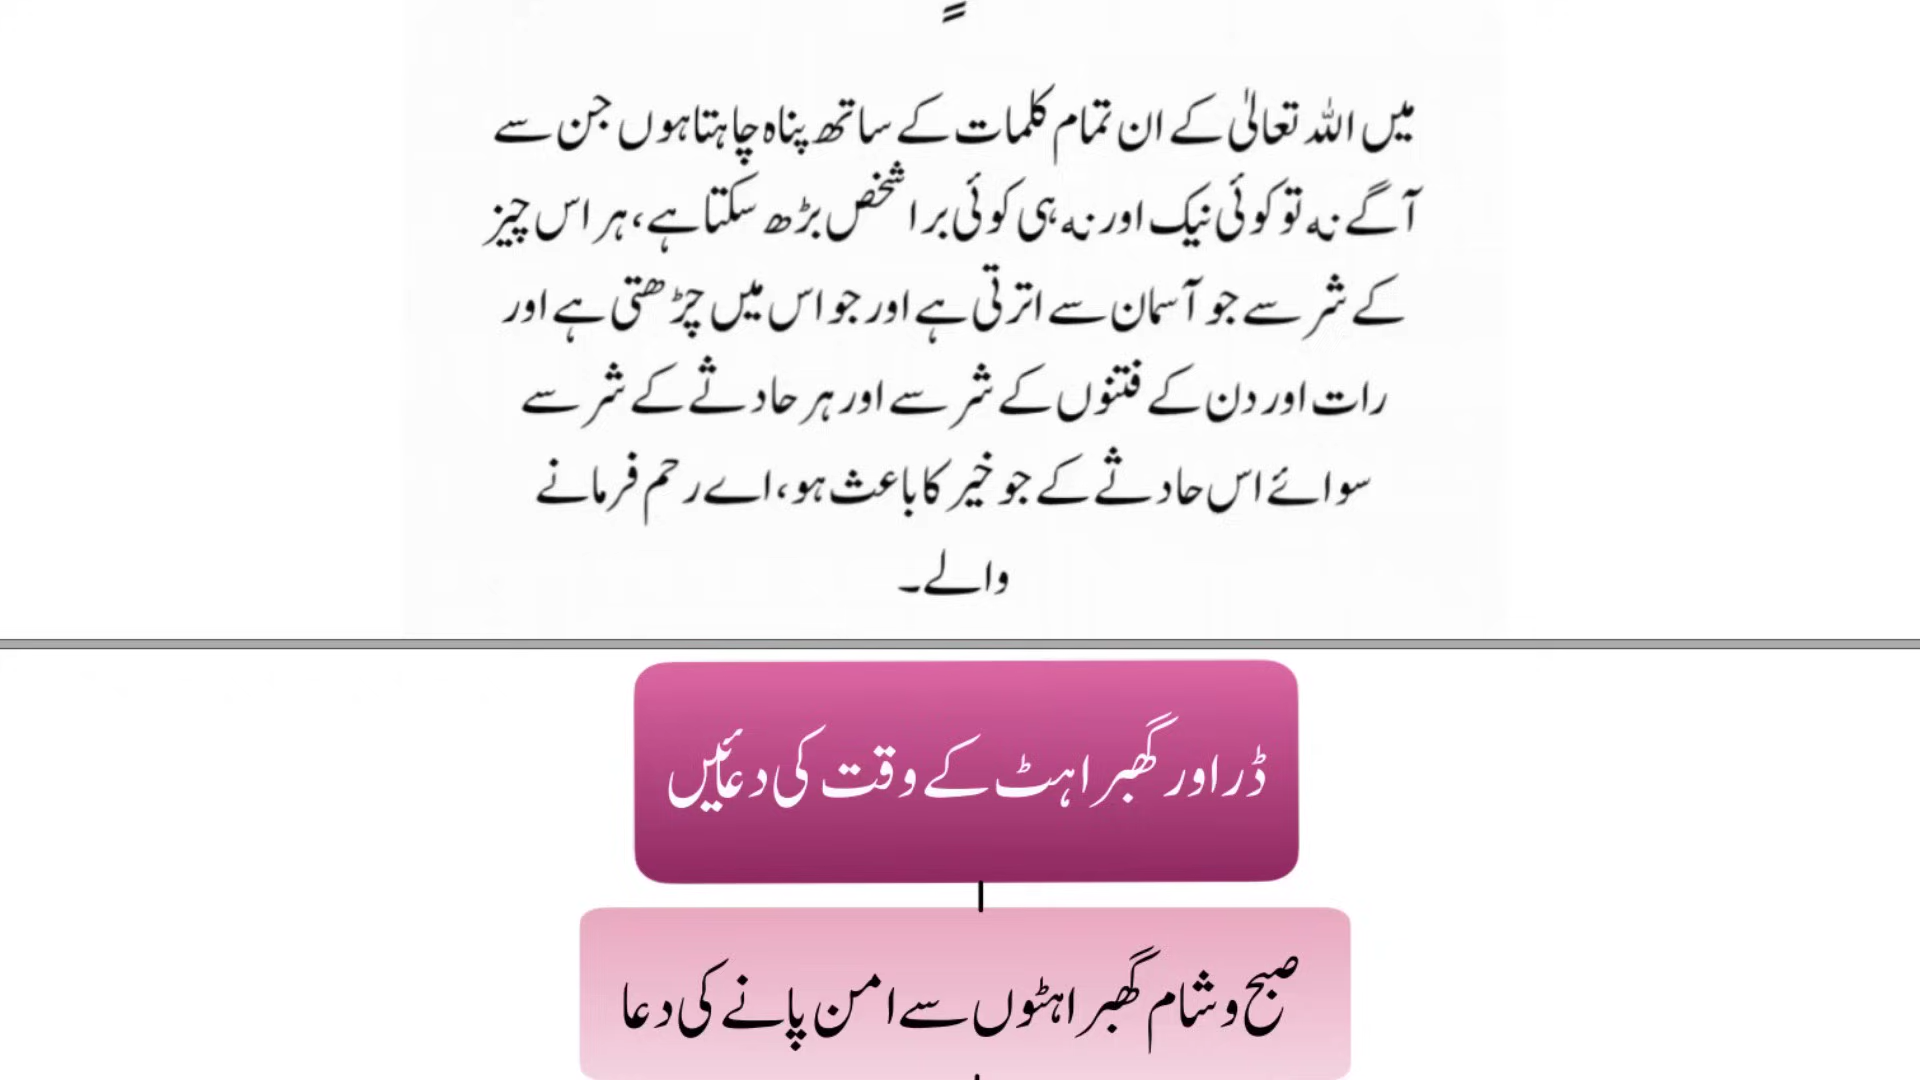 میں اللہ تعالیٰ کے ان تمام کلمات کے ساتھ پناہ چاہتا ہوں جن سے
آگے نہ تو کوئی نیک اور نہ ہی کوئی برا شخص بڑھ سکتا ہے، ہر اس چیز
کے شر سے جو آسمان سے اترتی ہے اور جو اس میں چڑھتی ہے اور
رات اور دن کے فتنوں کے شر سے اور ہر حادثے کے شر سے
سوائے اس حادثے کے جو خیر کا باعث ہو، اے رحم فرمانے
والے۔
ڈر اور گھبراہٹ کے وقت کی دعائیں
صبح و شام گھبراہٹوں سے امن پانے کی دعا